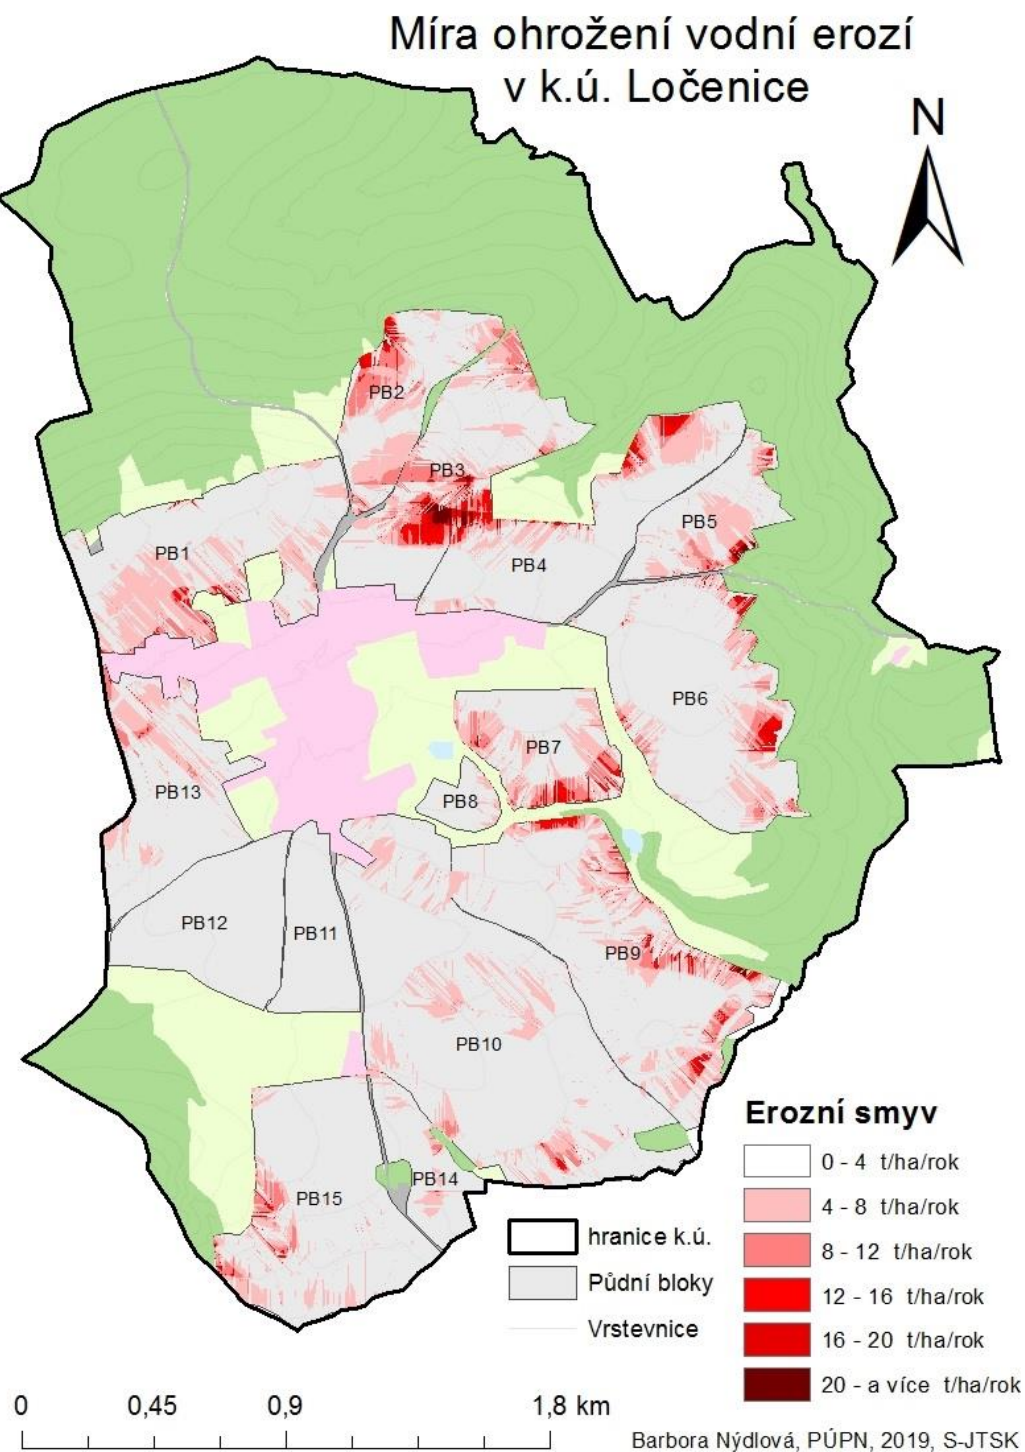 Míra ohrožení vodní erozí
v k.ú. Ločenice
N
PB2
PB3
PB5
PB1
PB4
PB6
PB7
PB13
PB8
PB12
PB11
PB9
PB10
PB14
PB15
Erozní smyv
0 - 4 t/ha/rok
4 - 8 t/ha/rok
8 - 12 t/ha/rok
12 - 16 t/ha/rok
16 - 20 t/ha/rok
20 - a více t/ha/rok
hranice k.ú.
Půdní bloky
Vrstevnice
0 0,45 0,9 1,8 km
Barbora Nýdlová, PÚPN, 2019, S-JTSK